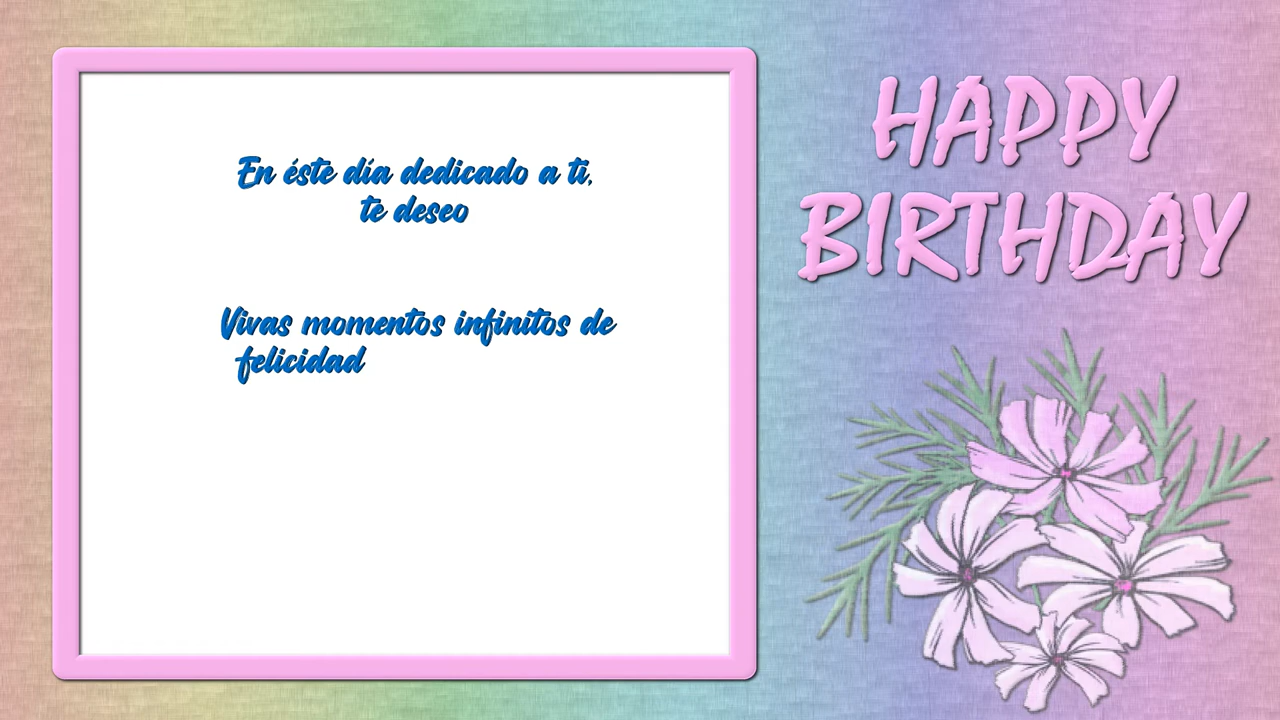 En éste día dedicado a ti,
te deseo
Vivas momentos infinitos de
felicidad
HAPPY
BIRTHDAY